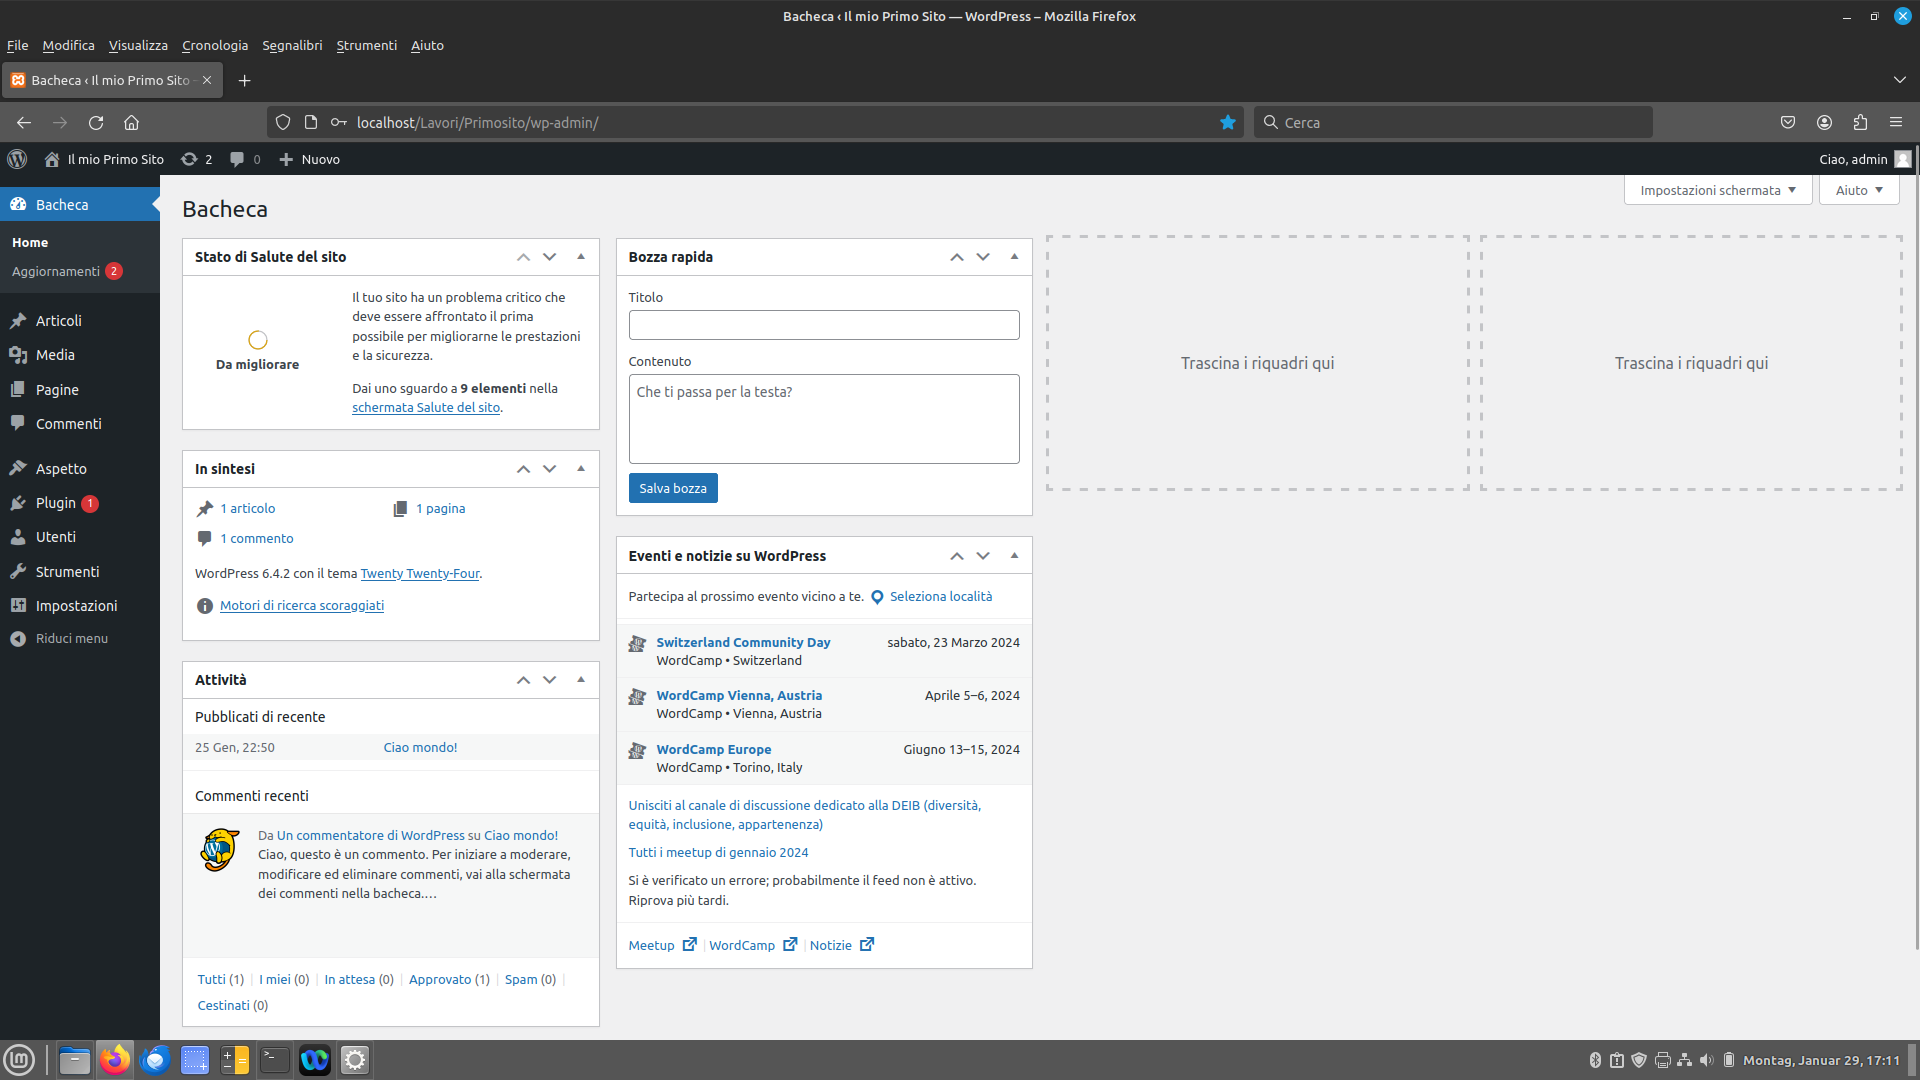 Bacheca ‹ Il mio Primo Sito — WordPress – Mozilla Firefox
File Modifica Visualizza Cronologia Segnalibri Strumenti Aiuto
Bacheca ‹ Il mio Primo Sito
localhost/Lavori/Primosito/wp-admin/
Cerca
Il mio Primo Sito 2 0 Nuovo
Ciao, admin
Bacheca
Home
Aggiornamenti 2
Articoli
Media
Pagine
Commenti
Aspetto
Plugin 1
Utenti
Strumenti
Impostazioni
Riduci menu
Impostazioni schermata
Aiuto
Bacheca
Stato di Salute del sito
Da migliorare
Il tuo sito ha un problema critico che
deve essere affrontato il prima
possibile per migliorarne le prestazioni
e la sicurezza.
Dai uno sguardo a 9 elementi nella
schermata Salute del sito.
In sintesi
1 articolo
1 pagina
1 commento
WordPress 6.4.2 con il tema Twenty Twenty-Four.
Motori di ricerca scoraggiati
Attività
Pubblicati di recente
25 Gen, 22:50 Ciao mondo!
Commenti recenti
Da Un commentatore di WordPress su Ciao mondo!
Ciao, questo è un commento. Per iniziare a moderare,
modificare ed eliminare commenti, vai alla schermata
dei commenti nella bacheca.…
Tutti (1) | I miei (0) | In attesa (0) | Approvato (1) | Spam (0) |
Cestinati (0)
Bozza rapida
Titolo
Contenuto
Che ti passa per la testa?
Salva bozza
Eventi e notizie su WordPress
Partecipa al prossimo evento vicino a te. Seleziona località
Switzerland Community Day sabato, 23 Marzo 2024
WordCamp • Switzerland
WordCamp Vienna, Austria Aprile 5–6, 2024
WordCamp • Vienna, Austria
WordCamp Europe Giugno 13–15, 2024
WordCamp • Torino, Italy
Unisciti al canale di discussione dedicato alla DEIB (diversità,
equità, inclusione, appartenenza)
Tutti i meetup di gennaio 2024
Si è verificato un errore; probabilmente il feed non è attivo.
Riprova più tardi.
Meetup | WordCamp | Notizie
Trascina i riquadri qui
Trascina i riquadri qui
Montag, Januar 29, 17:11